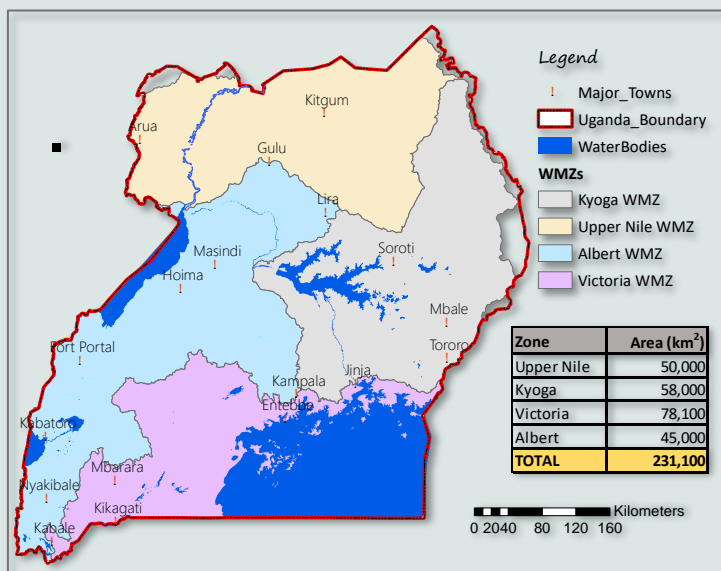 Legend
Major_Towns
Uganda_Boundary
WaterBodies
WMZs
Kyoga WMZ
Upper Nile WMZ
Albert WMZ
Victoria WMZ
Kitgum
Arua
Gulu
Lira
Masindi
Soroti
Hoima
Mbale
Fort Portal
Tororo
Jinja
Kampala
Entebbe
Kabatoro
Mbarara
Nyakibale
Kikagati
Kabale
Zone Area (km²)
Upper Nile 50,000
Kyoga 58,000
Victoria 78,100
Albert 45,000
TOTAL 231,100
Kilometers
0 20 40 80 120 160